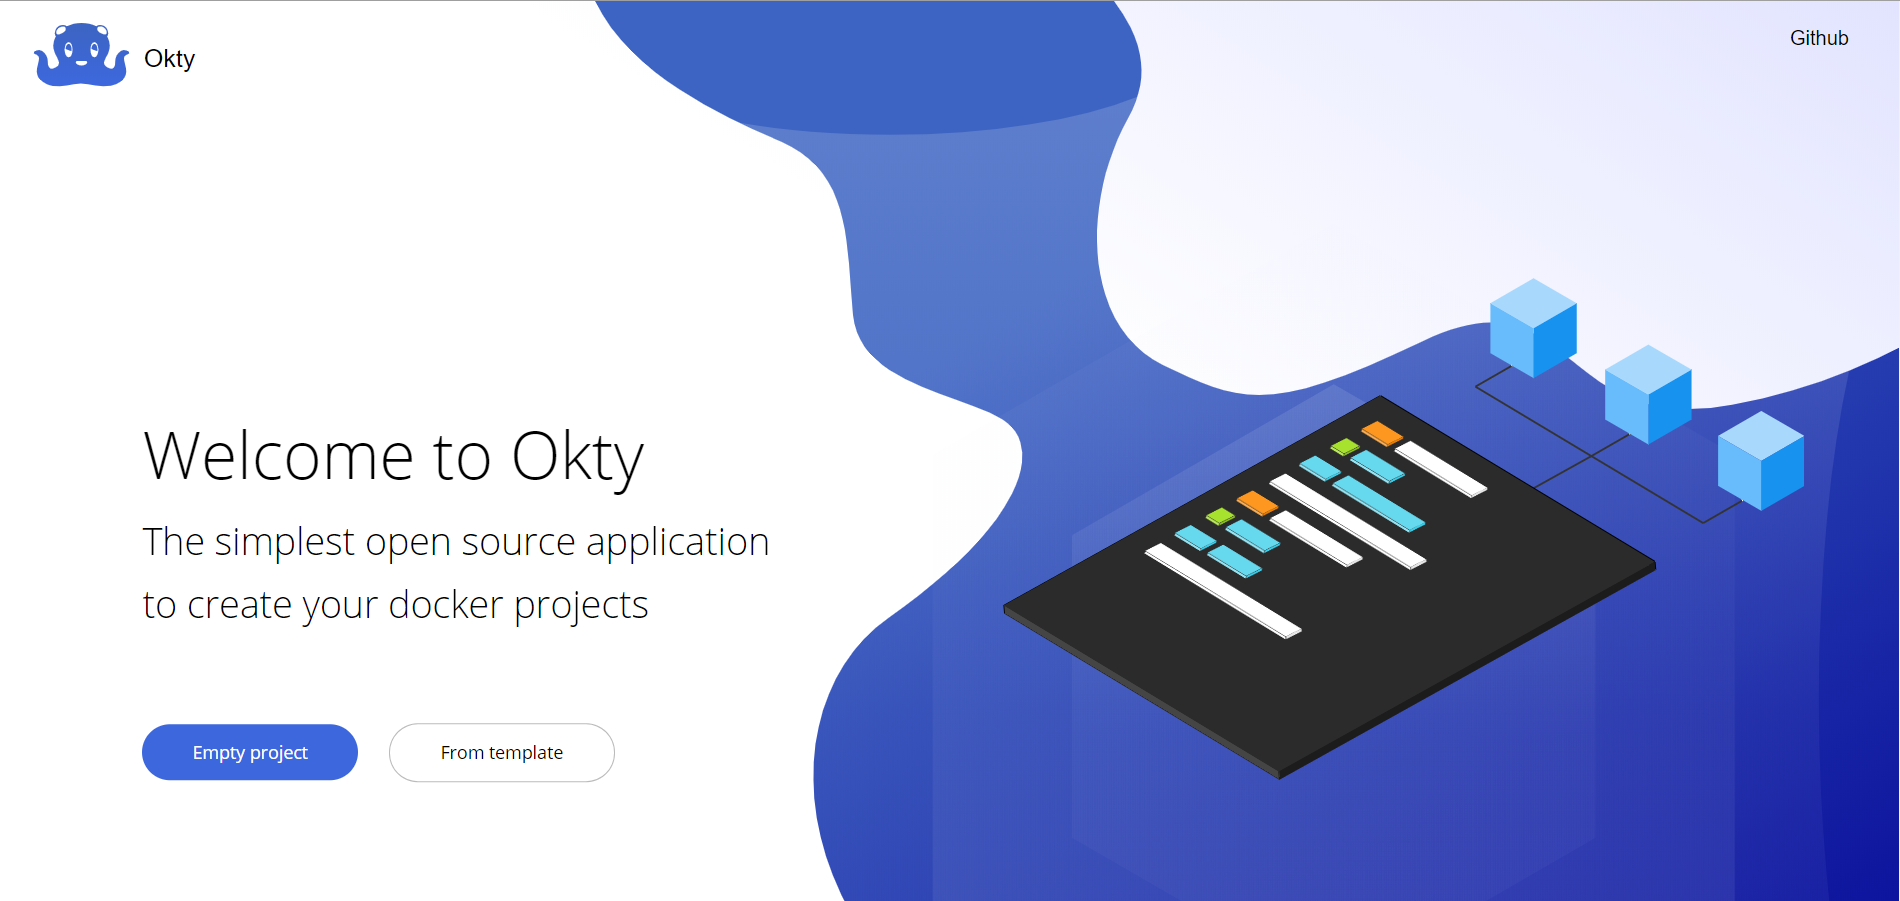 Okty
Github
Welcome to Okty
The simplest open source application
to create your docker projects
Empty project
From template